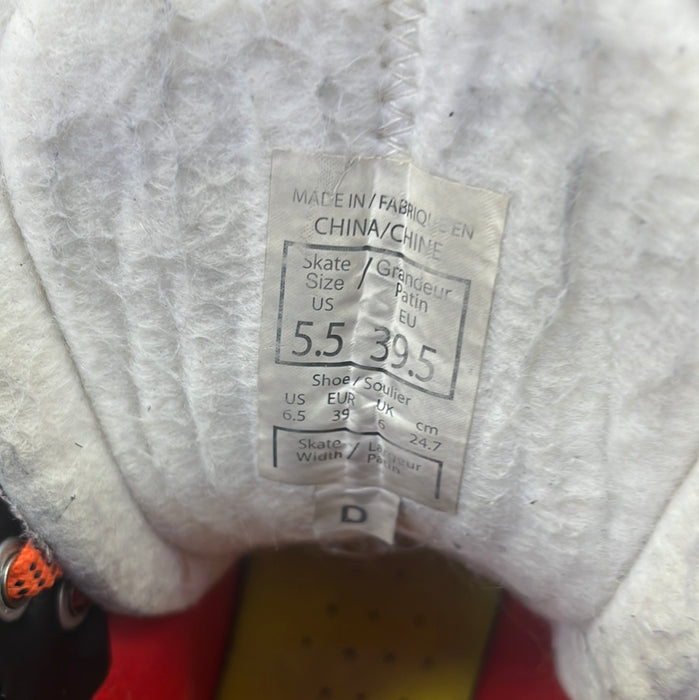 MADE IN / FABRIQUÉ EN
CHINA/CHINE
Skate Size / Grandeur Patin
US EU
5.5 39.5
Shoe / Soulier
US EUR UK cm
6.5 39 6 24.7
Skate Width / Largeur Patin
D